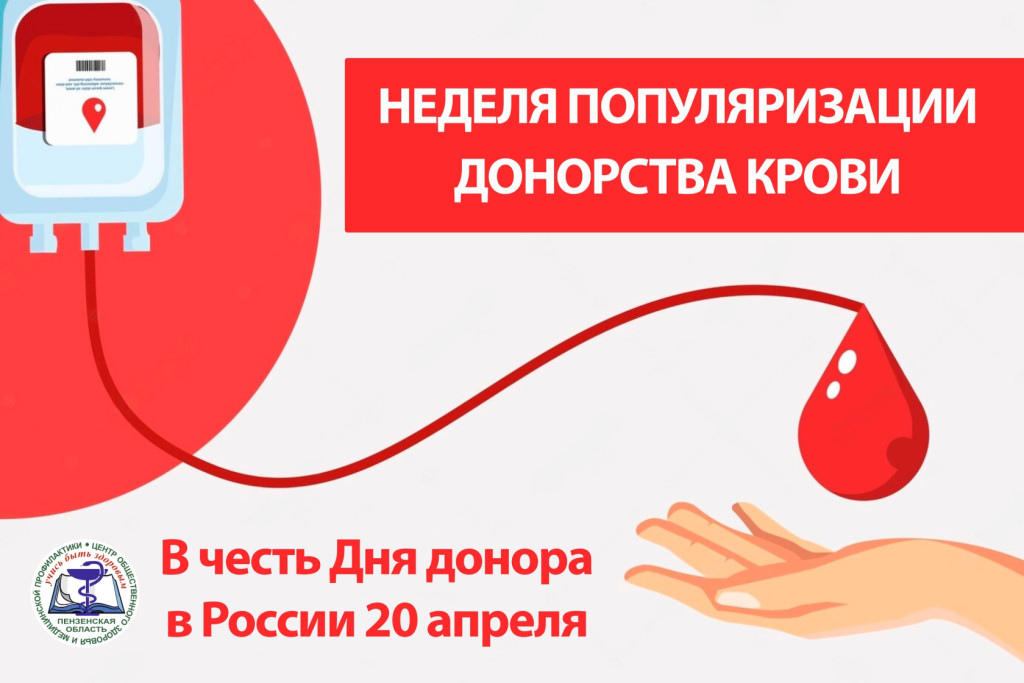 НЕДЕЛЯ ПОПУЛЯРИЗАЦИИ
ДОНОРСТВА КРОВИ
В честь Дня донора
в России 20 апреля
ЦЕНТР ОБЩЕСТВЕННОГО ЗДОРОВЬЯ И МЕДИЦИНСКОЙ ПРОФИЛАКТИКИ •
учись быть здоровым
ПЕНЗЕНСКАЯ
ОБЛАСТЬ